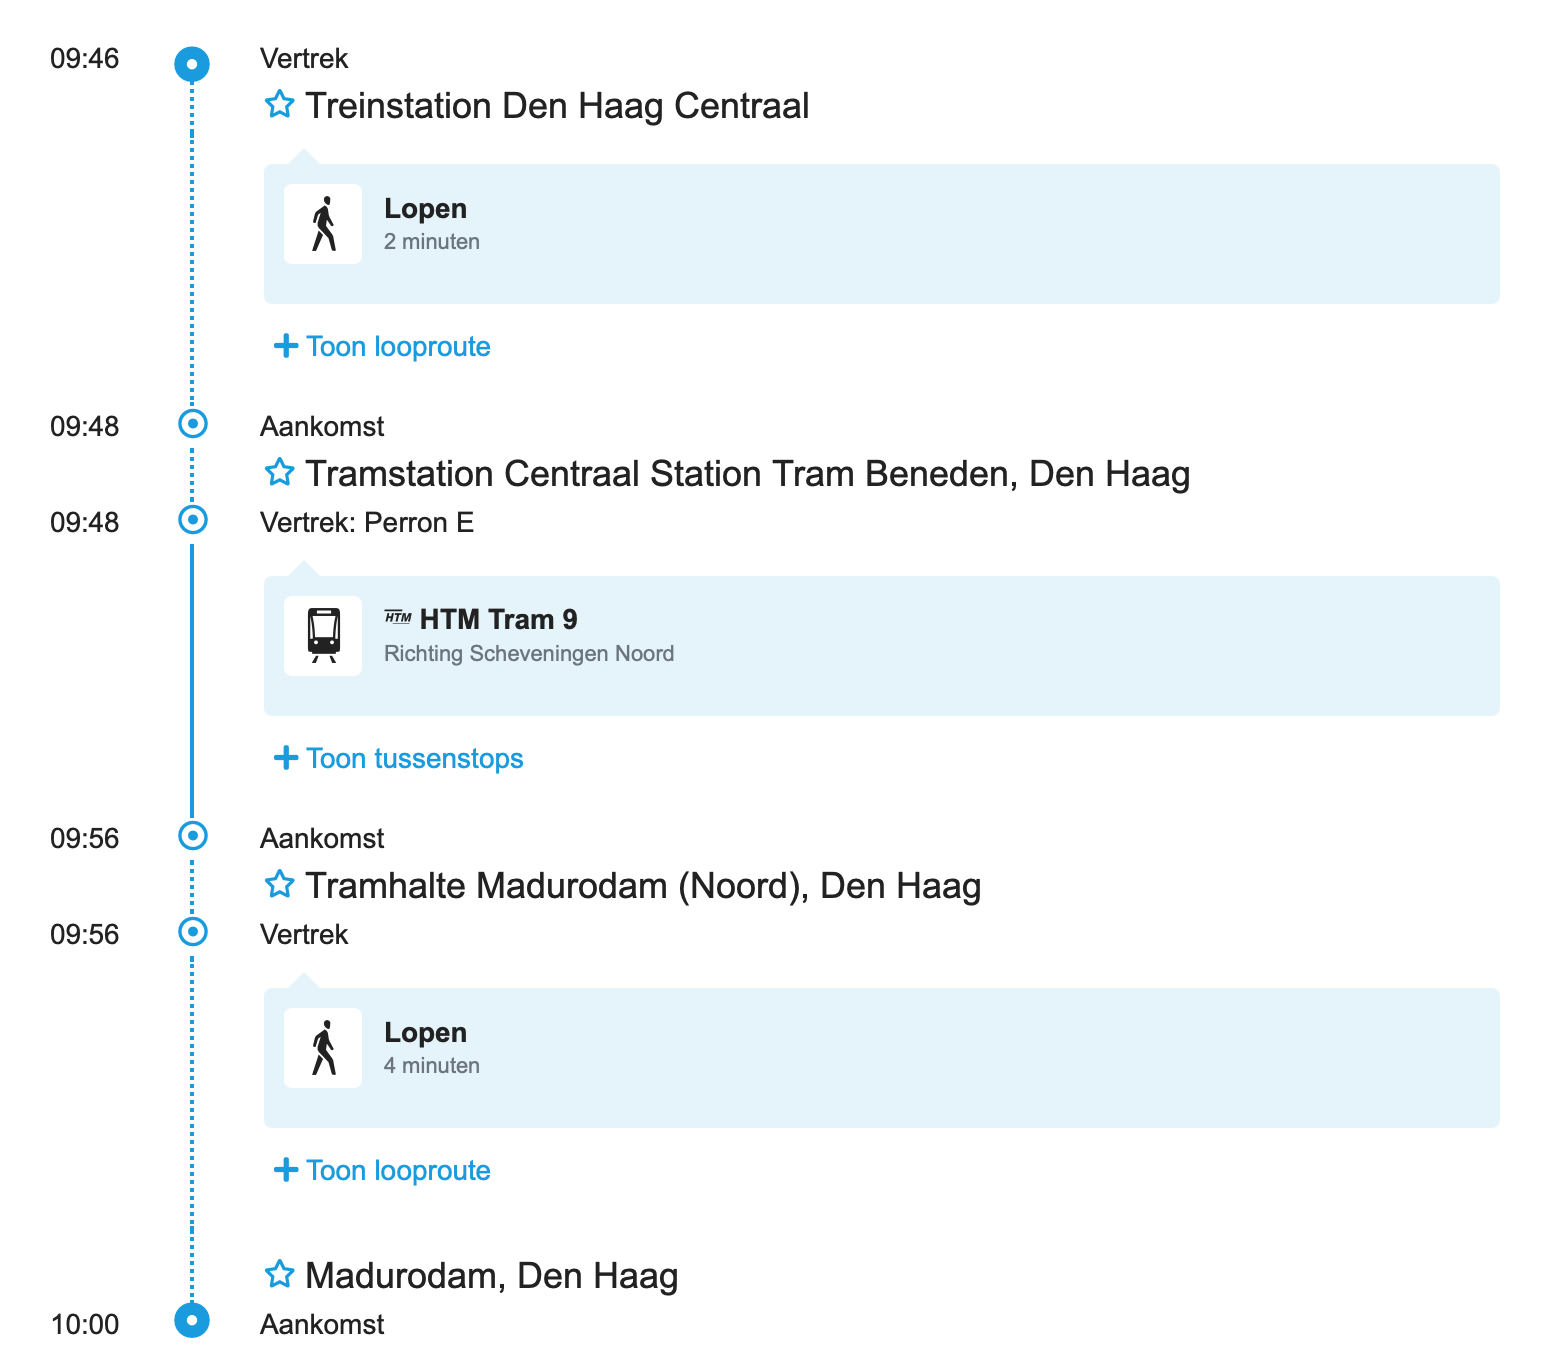 09:46 Vertrek
Treinstation Den Haag Centraal
Lopen
2 minuten
Toon looproute
09:48 Aankomst
Tramstation Centraal Station Tram Beneden, Den Haag
09:48 Vertrek: Perron E
HTM HTM Tram 9
Richting Scheveningen Noord
Toon tussenstops
09:56 Aankomst
Tramhalte Madurodam (Noord), Den Haag
09:56 Vertrek
Lopen
4 minuten
Toon looproute
Madurodam, Den Haag
10:00 Aankomst